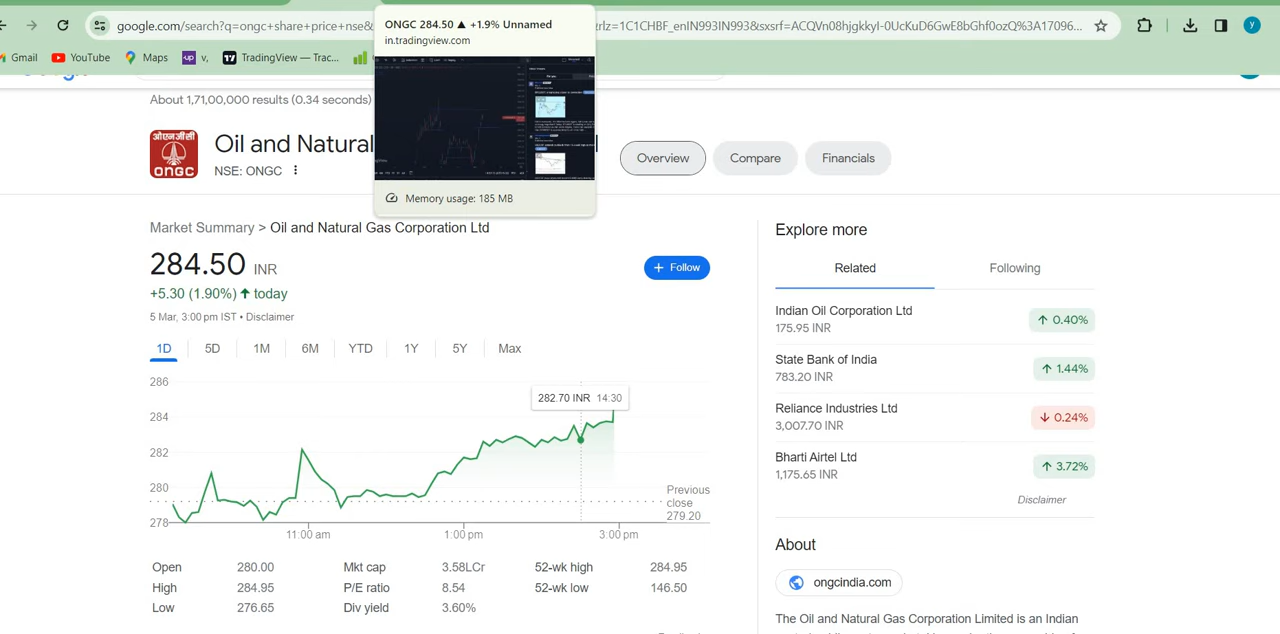 google.com/search?q=ongc+share+price+nse&
ONGC 284.50 ▲ +1.9% Unnamed
in.tradingview.com
rlz=1C1CHBF_enIN993IN993&sxsrf=ACQVn08hjgkkyI-0UcKuD6GwE8bGhf0ozQ%3A17096...
y
Gmail
YouTube
Maps
up
v,
TradingView — Trac...
About 1,71,00,000 results (0.34 seconds)
ओएनजीसी
ONGC
Oil and Natural
NSE: ONGC
Memory usage: 185 MB
Overview
Compare
Financials
Market Summary > Oil and Natural Gas Corporation Ltd
284.50 INR
+ Follow
+5.30 (1.90%) ↑ today
5 Mar, 3:00 pm IST • Disclaimer
1D
5D
1M
6M
YTD
1Y
5Y
Max
286
284
282
280
278
282.70 INR 14:30
Previous
close
279.20
11:00 am
1:00 pm
3:00 pm
Open 280.00
High 284.95
Low 276.65
Mkt cap 3.58LCr
P/E ratio 8.54
Div yield 3.60%
52-wk high 284.95
52-wk low 146.50
Explore more
Related
Following
Indian Oil Corporation Ltd
175.95 INR
↑ 0.40%
State Bank of India
783.20 INR
↑ 1.44%
Reliance Industries Ltd
3,007.70 INR
↓ 0.24%
Bharti Airtel Ltd
1,175.65 INR
↑ 3.72%
Disclaimer
About
ongcindia.com
The Oil and Natural Gas Corporation Limited is an Indian